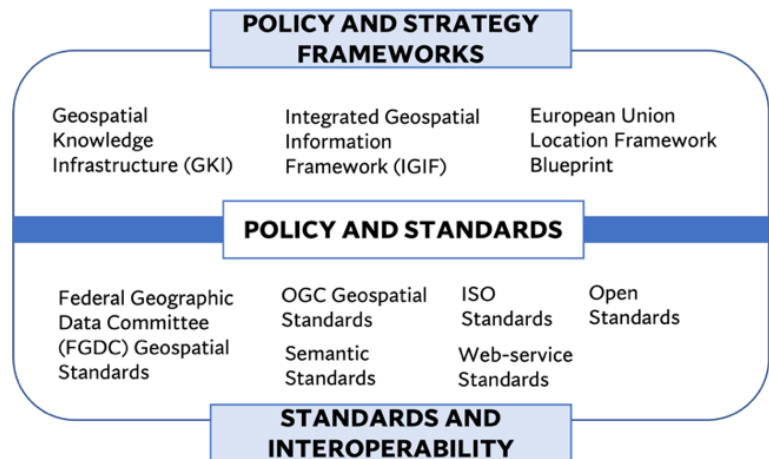 POLICY AND STRATEGY
FRAMEWORKS
Geospatial
Knowledge
Infrastructure (GKI)
Integrated Geospatial
Information
Framework (IGIF)
European Union
Location Framework
Blueprint
POLICY AND STANDARDS
Federal Geographic
Data Committee
(FGDC) Geospatial
Standards
OGC Geospatial
Standards
ISO
Standards
Open
Standards
Semantic
Standards
Web-service
Standards
STANDARDS AND
INTEROPERABILITY